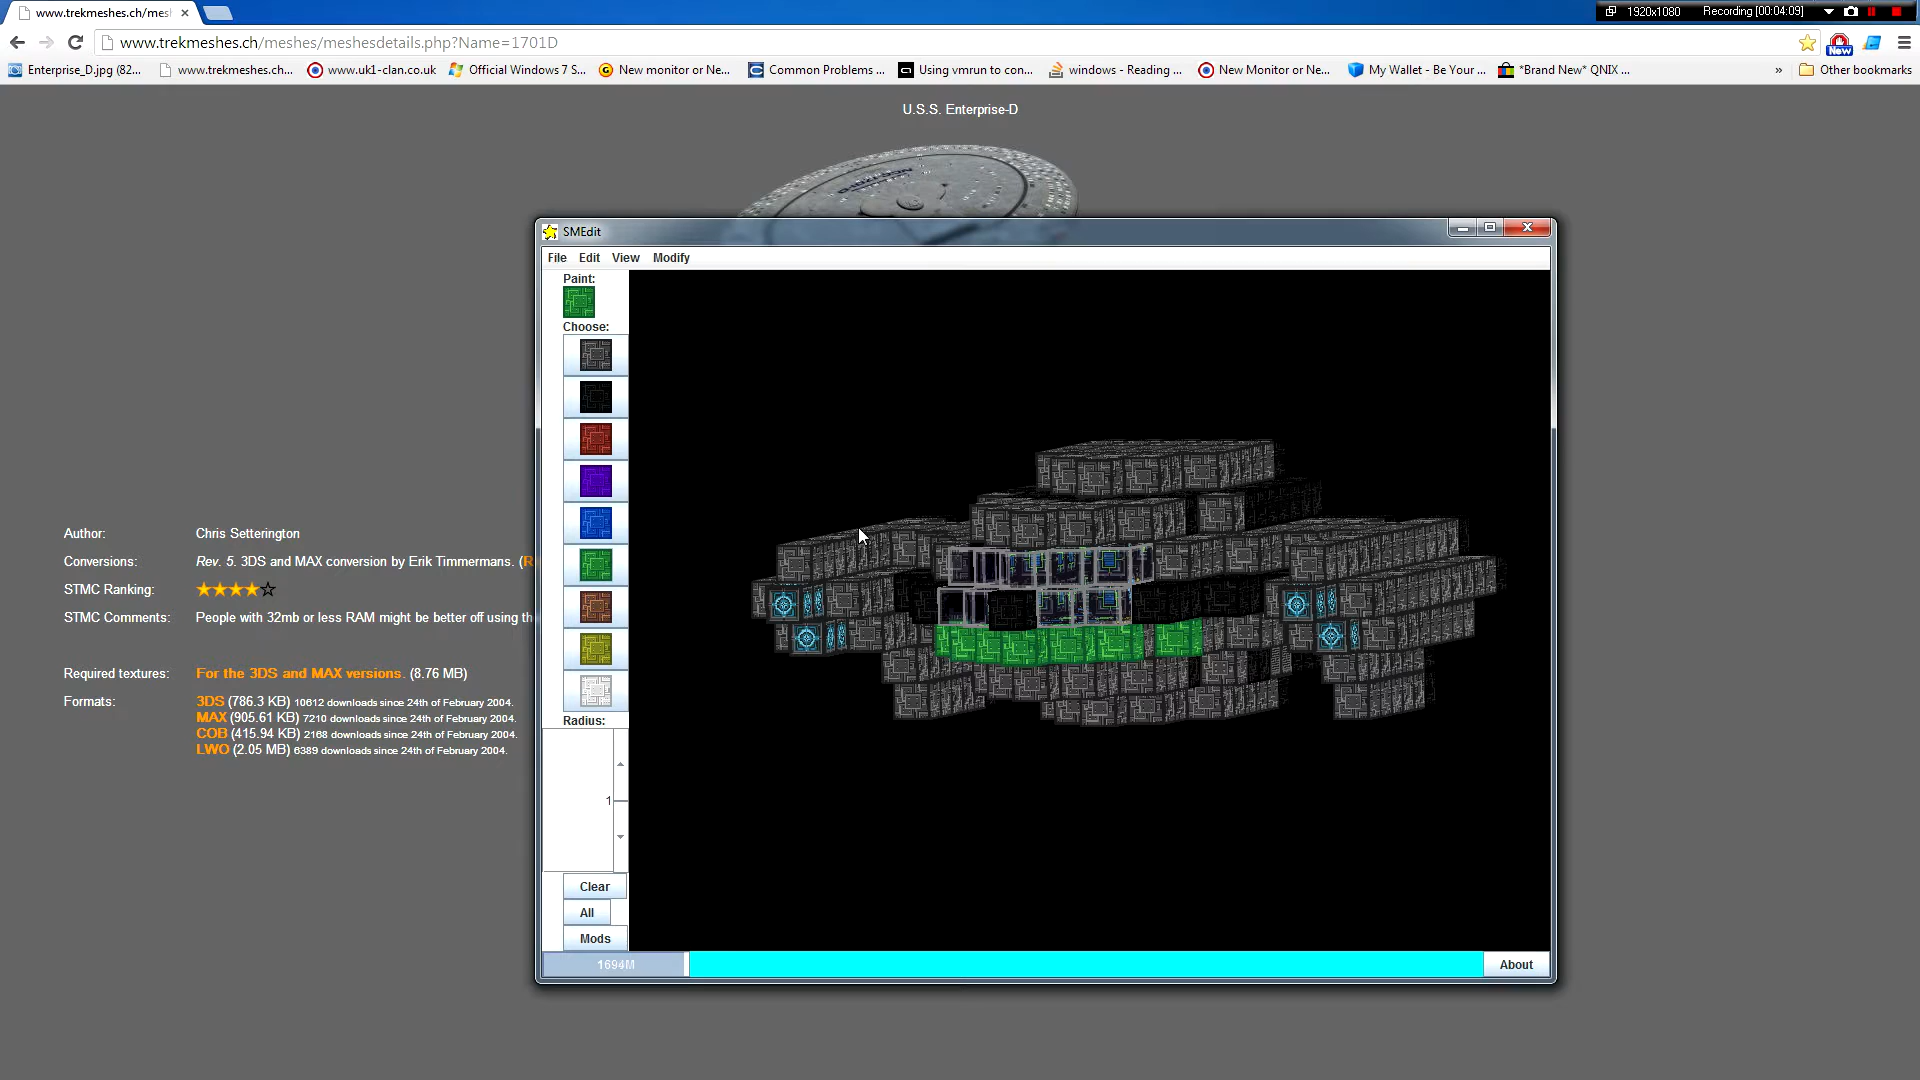 www.trekmeshes.ch/mes
1920x1080
Recording [00:04:09]
www.trekmeshes.ch/meshes/meshesdetails.php?Name=1701D
New
Enterprise_D.jpg (82...
www.trekmeshes.ch...
www.uk1-clan.co.uk
Official Windows 7 S...
New monitor or Ne...
Common Problems ...
Using vmrun to con...
windows - Reading ...
New Monitor or Ne...
My Wallet - Be Your ...
*Brand New* QNIX ...
»
Other bookmarks
U.S.S. Enterprise-D
SMEdit
File Edit View Modify
Paint:
Choose:
Radius:
1
Clear
All
Mods
1694M
About
Author: Chris Setterington
Conversions: Rev. 5. 3DS and MAX conversion by Erik Timmermans. (R
STMC Ranking:
STMC Comments: People with 32mb or less RAM might be better off using th
Required textures: For the 3DS and MAX versions. (8.76 MB)
Formats: 3DS (786.3 KB) 10612 downloads since 24th of February 2004.
MAX (905.61 KB) 7210 downloads since 24th of February 2004.
COB (415.94 KB) 2168 downloads since 24th of February 2004.
LWO (2.05 MB) 6389 downloads since 24th of February 2004.